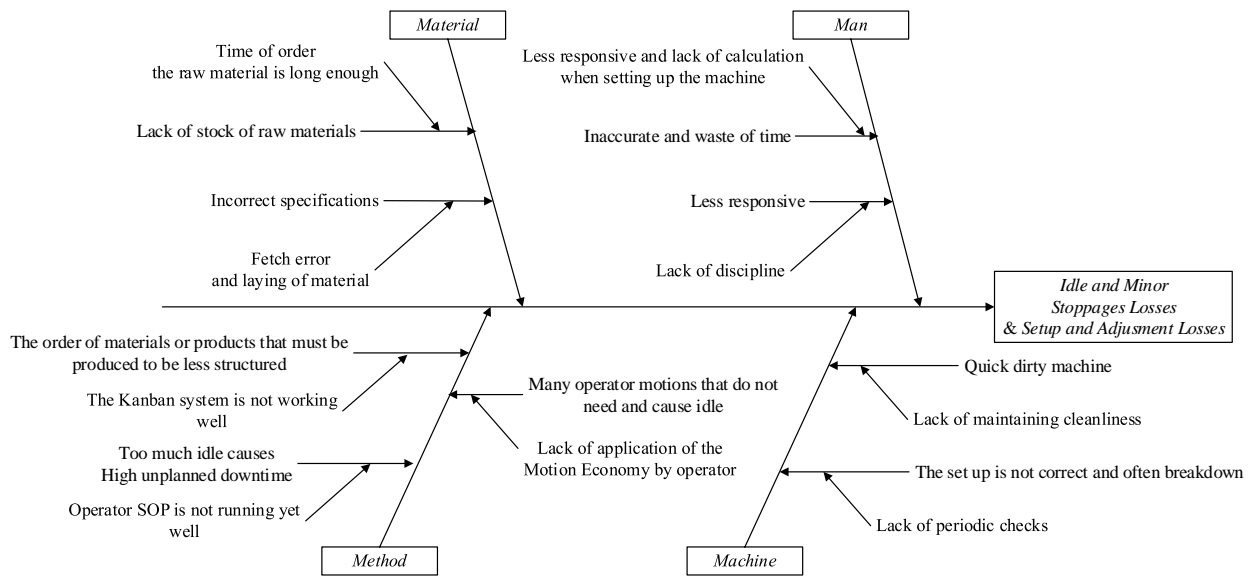 Material
Man
Time of order
the raw material is long enough
Less responsive and lack of calculation
when setting up the machine
Lack of stock of raw materials
Inaccurate and waste of time
Incorrect specifications
Less responsive
Fetch error
and laying of material
Lack of discipline
Idle and Minor
Stoppages Losses
& Setup and Adjusment Losses
The order of materials or products that must be
produced to be less structured
The Kanban system is not working
well
Many operator motions that do not
need and cause idle
Too much idle causes
High unplanned downtime
Lack of application of the
Motion Economy by operator
Operator SOP is not running yet
well
Quick dirty machine
Lack of maintaining cleanliness
The set up is not correct and often breakdown
Lack of periodic checks
Method
Machine